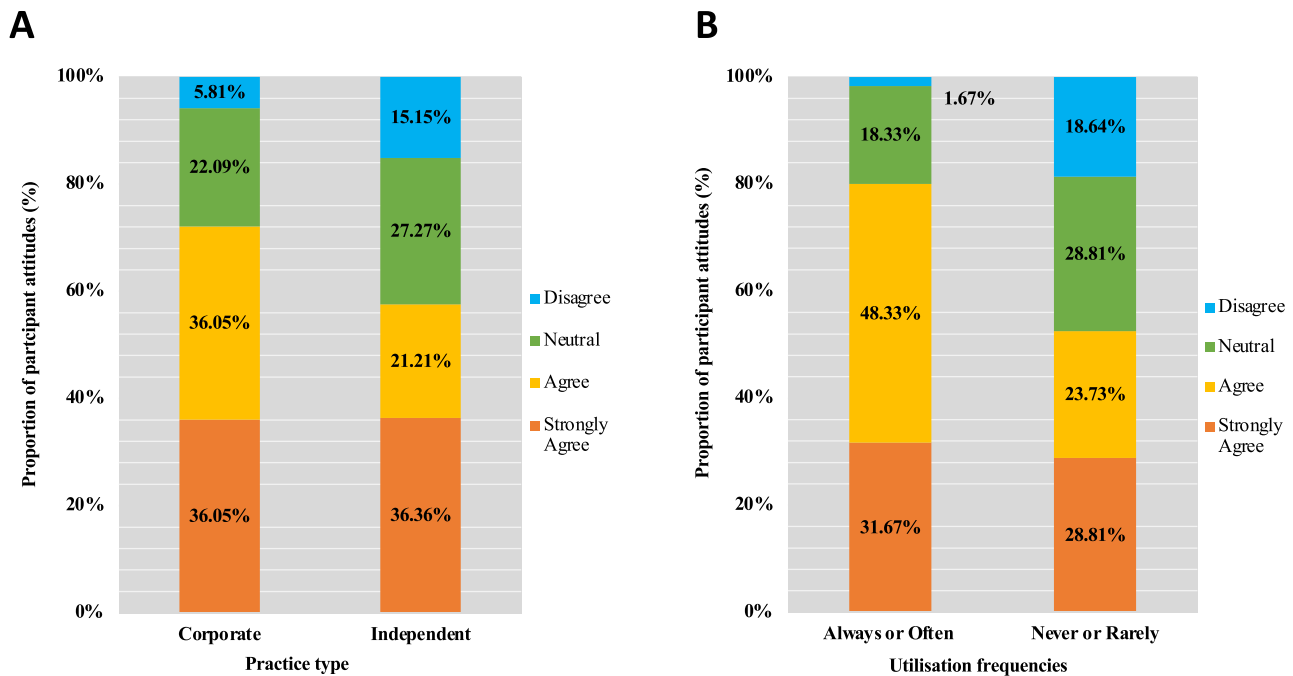 A
Proportion of partcipant attitudes (%)
100%
80%
60%
40%
20%
0%
5.81%
22.09%
36.05%
36.05%
15.15%
27.27%
21.21%
36.36%
Corporate
Independent
Practice type
Disagree
Neutral
Agree
Strongly
Agree
B
Proportion of participant attitudes (%)
100%
80%
60%
40%
20%
0%
1.67%
18.33%
48.33%
31.67%
18.64%
28.81%
23.73%
28.81%
Always or Often
Never or Rarely
Utilisation frequencies
Disagree
Neutral
Agree
Strongly
Agree